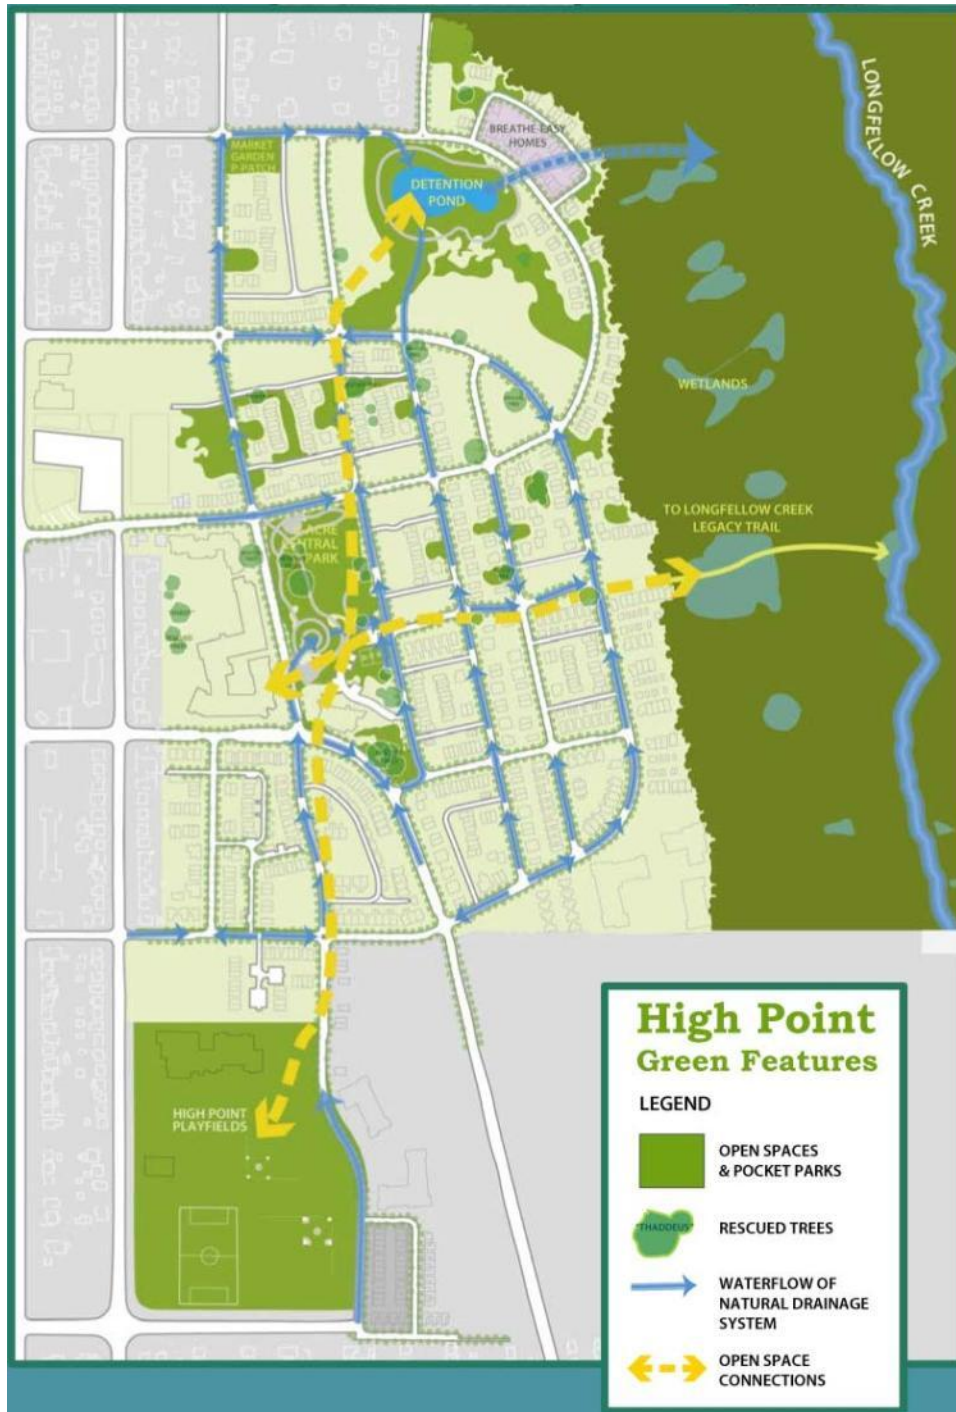 LONGFELLOW CREEK
BREATHE EASY
HOMES
MARKET
GARDEN
P-PATCH
DETENTION
POND
WETLANDS
TO LONGFELLOW CREEK
LEGACY TRAIL
ACRE
PARK
HIGH POINT
PLAYFIELDS
High Point
Green Features
LEGEND
OPEN SPACES
& POCKET PARKS
"THADDEUS"
RESCUED TREES
WATERFLOW OF
NATURAL DRAINAGE
SYSTEM
OPEN SPACE
CONNECTIONS